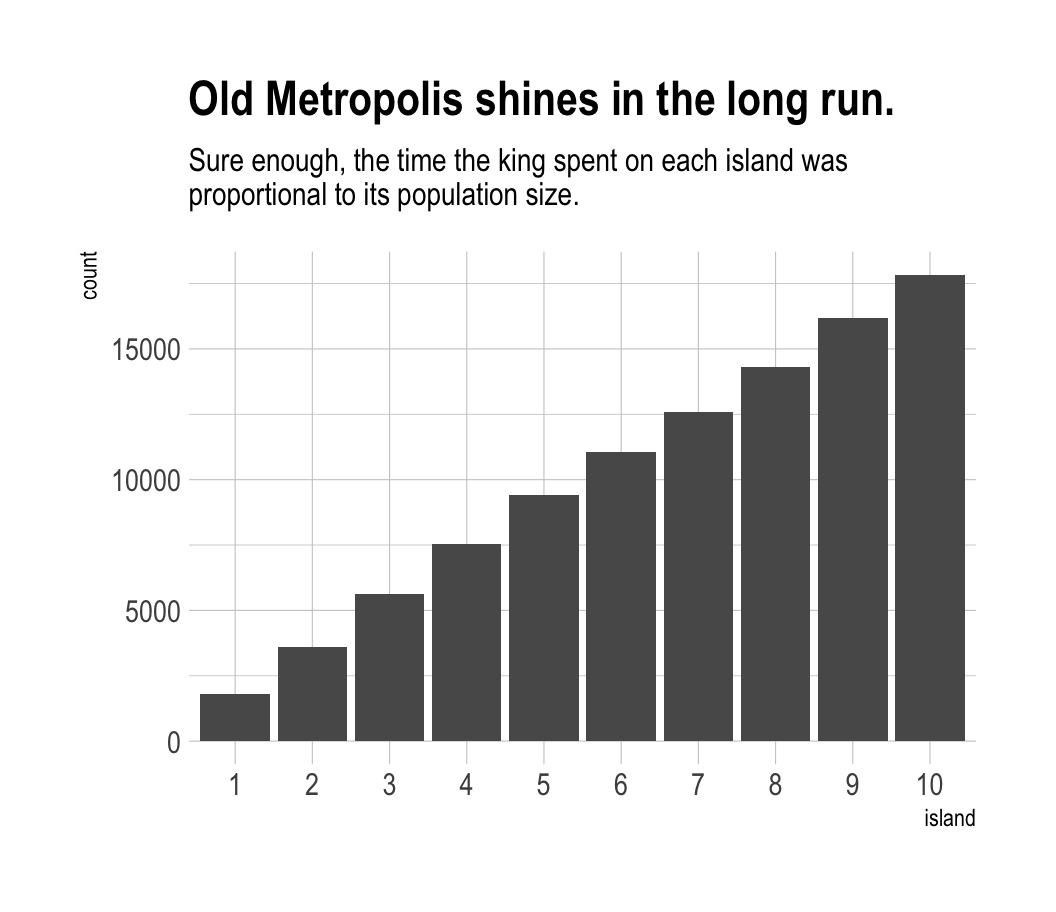 Old Metropolis shines in the long run.
Sure enough, the time the king spent on each island was
proportional to its population size.
count
15000
10000
5000
0
1 2 3 4 5 6 7 8 9 10
island